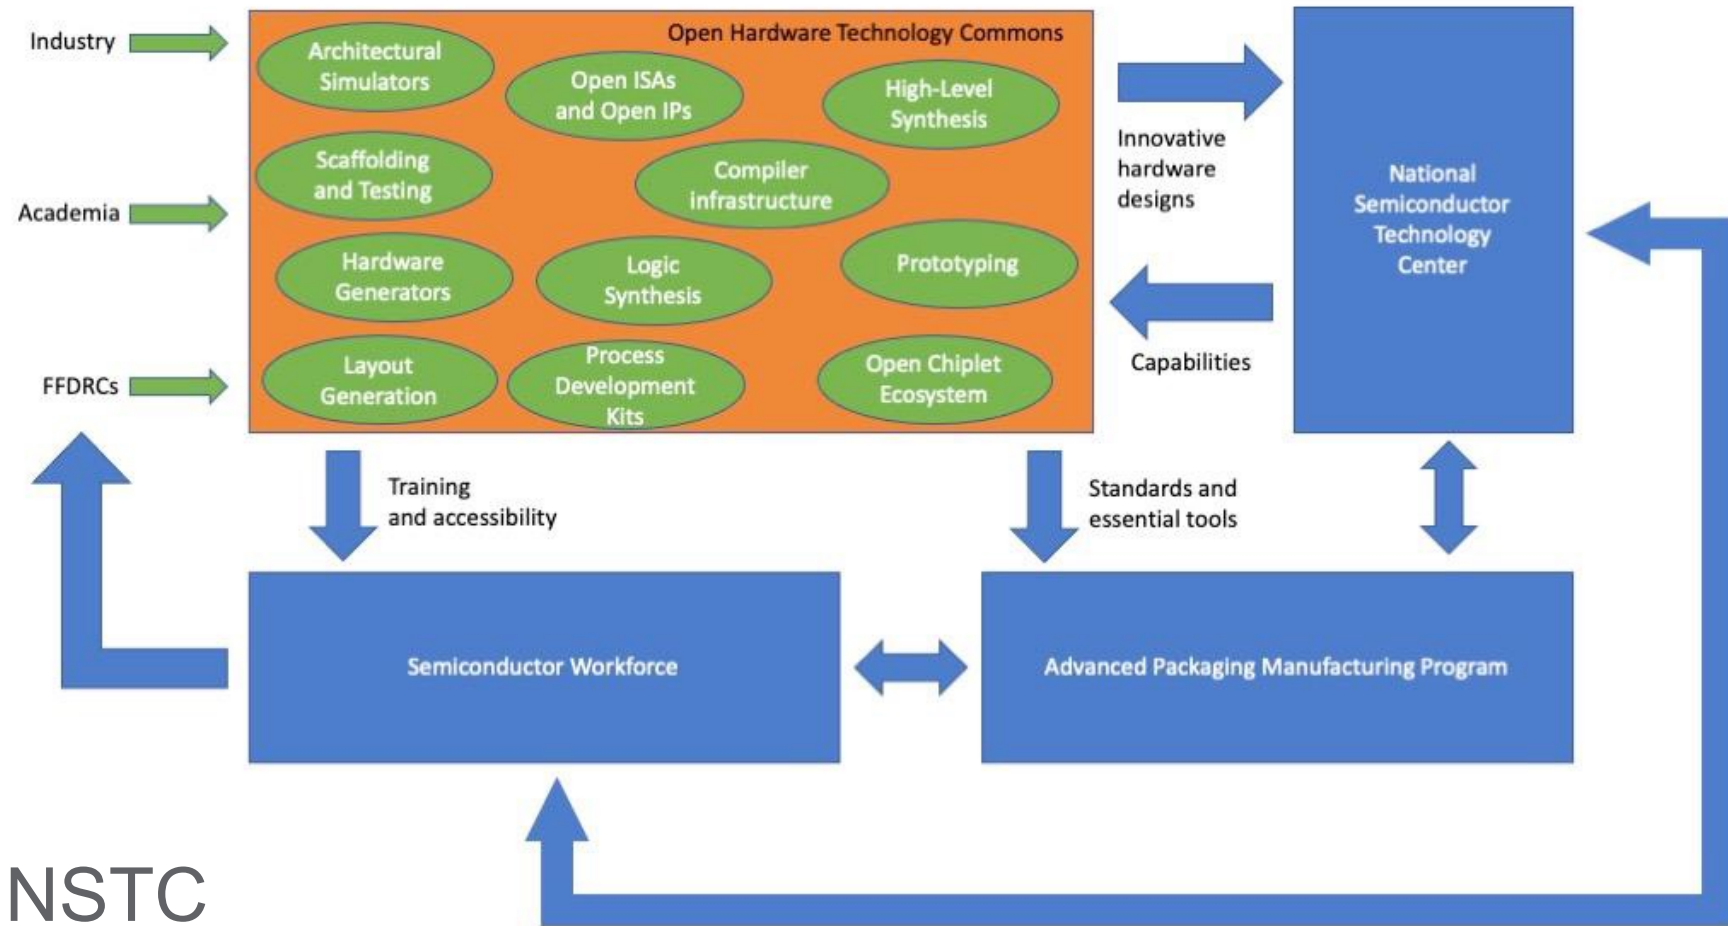 Industry
Academia
FFDRCs
Open Hardware Technology Commons
Architectural
Simulators
Open ISAs
and Open IPs
High-Level
Synthesis
Scaffolding
and Testing
Compiler
infrastructure
Hardware
Generators
Logic
Synthesis
Prototyping
Layout
Generation
Process
Development
Kits
Open Chiplet
Ecosystem
Innovative
hardware
designs
Capabilities
National
Semiconductor
Technology
Center
Training
and accessibility
Standards and
essential tools
Semiconductor Workforce
Advanced Packaging Manufacturing Program
NSTC